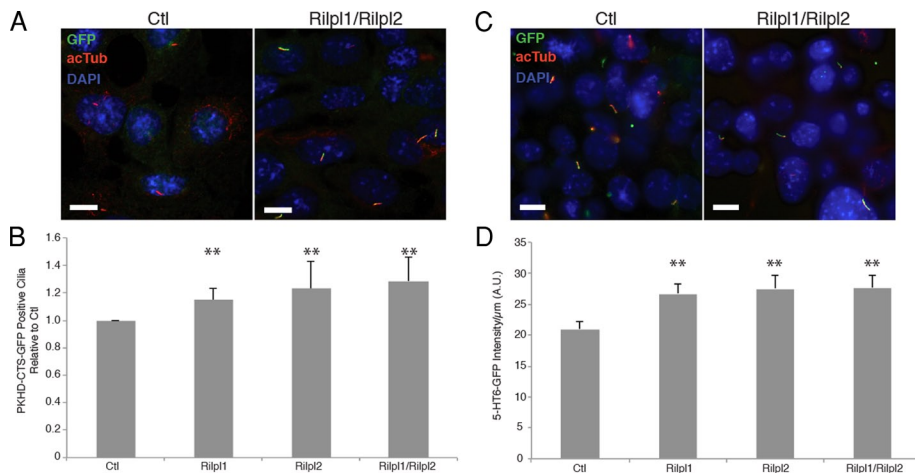 A
Ctl
Rilpl1/Rilpl2
GFP
acTub
DAPI
B
PKHD-CTS-GFP Positive Cilia
Relative to Ctl
1.6
1.4
1.2
1.0
0.8
0.6
0.4
0.2
0
**
**
**
Ctl
Rilpl1
Rilpl2
Rilpl1/Rilpl2
C
Ctl
Rilpl1/Rilpl2
GFP
acTub
DAPI
D
5-HT6-GFP Intensity/µm (A.U.)
35
30
25
20
15
10
5
0
**
**
**
Ctl
Rilpl1
Rilpl2
Rilpl1/Rilpl2